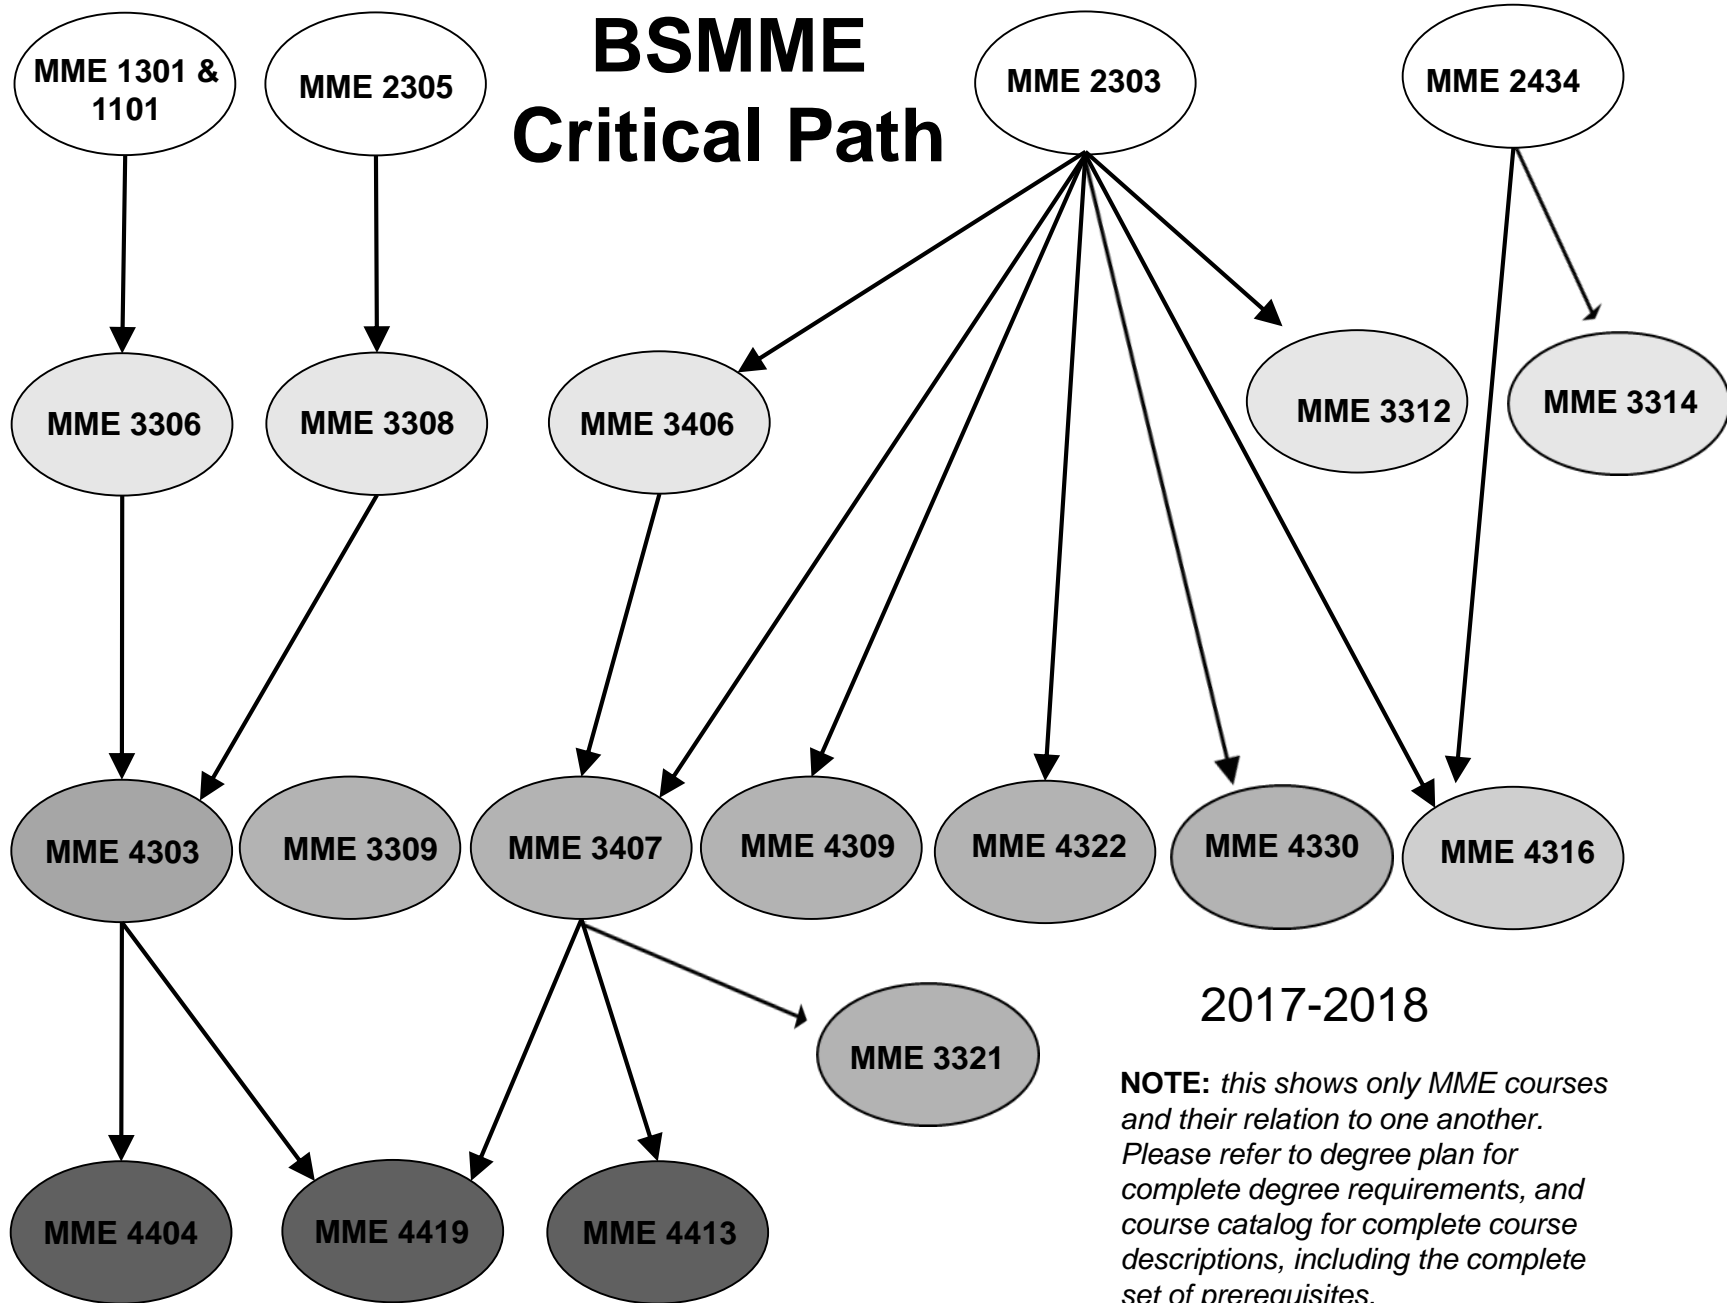 BSMME
Critical Path
MME 1301 &
1101
MME 2305
MME 2303
MME 2434
MME 3306
MME 3308
MME 3406
MME 3312
MME 3314
MME 4303
MME 3309
MME 3407
MME 4309
MME 4322
MME 4330
MME 4316
MME 3321
MME 4404
MME 4419
MME 4413
2017-2018
NOTE: this shows only MME courses
and their relation to one another.
Please refer to degree plan for
complete degree requirements, and
course catalog for complete course
descriptions, including the complete
set of prerequisites.